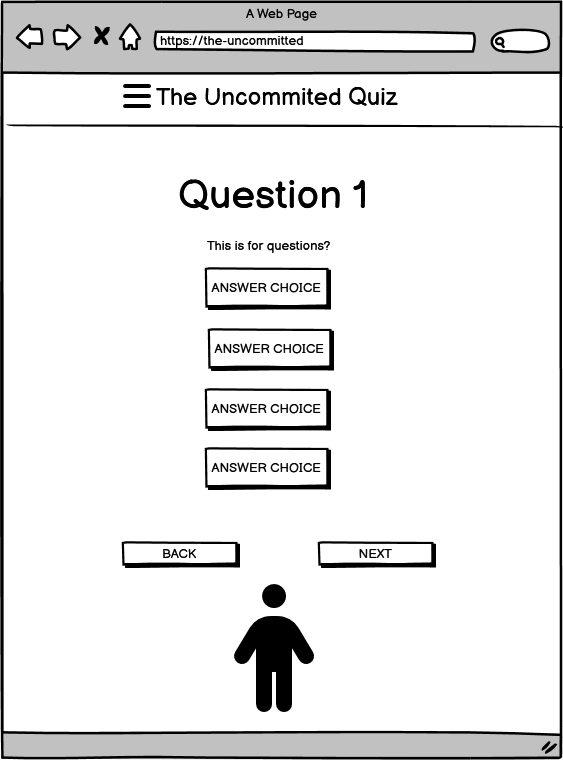 A Web Page
https://the-uncommitted
The Uncommited Quiz
Question 1
This is for questions?
ANSWER CHOICE
ANSWER CHOICE
ANSWER CHOICE
ANSWER CHOICE
BACK
NEXT